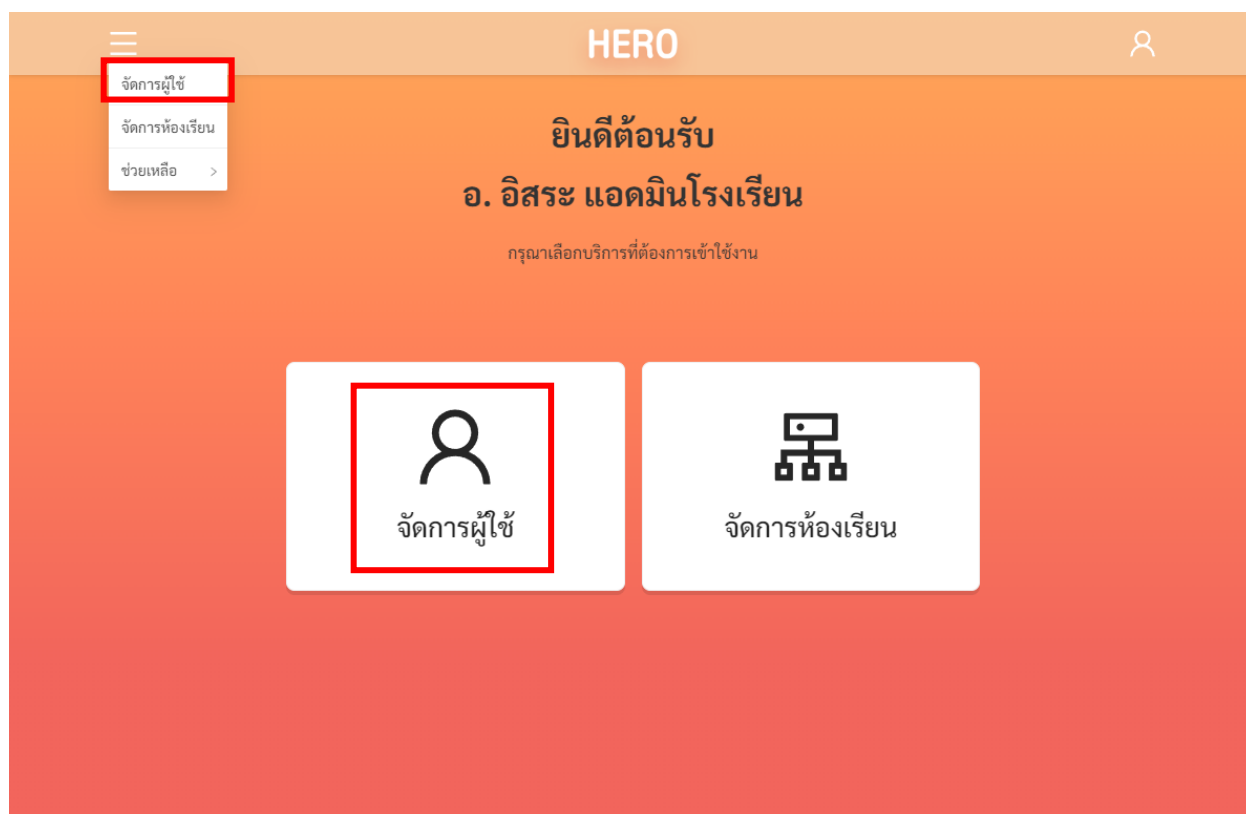 HERO
จัดการผู้ใช้
จัดการห้องเรียน
ช่วยเหลือ >
ยินดีต้อนรับ
อ. อิสระ แอดมินโรงเรียน
กรุณาเลือกบริการที่ต้องการเข้าใช้งาน
จัดการผู้ใช้
จัดการห้องเรียน